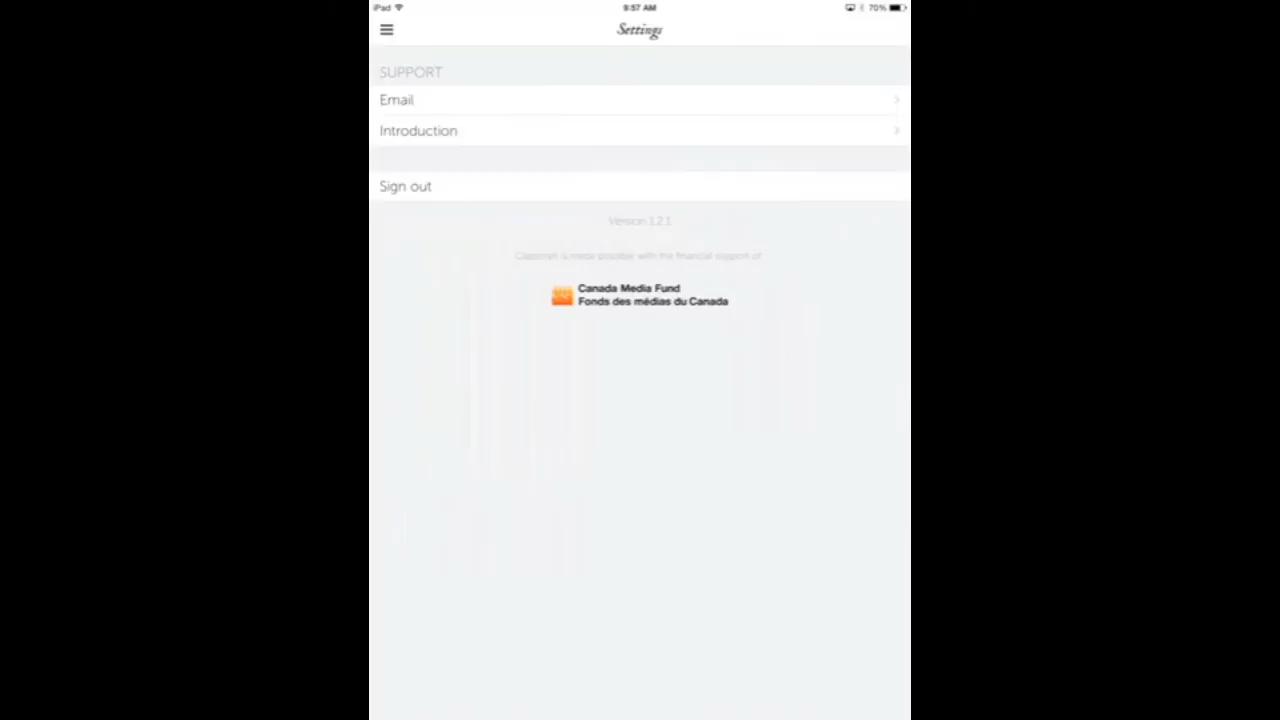 iPad 9:57 AM 70%
Settings
SUPPORT
Email
Introduction
Sign out
Version 1.2.1
Classcraft is made possible with the financial support of
Canada Media Fund
Fonds des médias du Canada